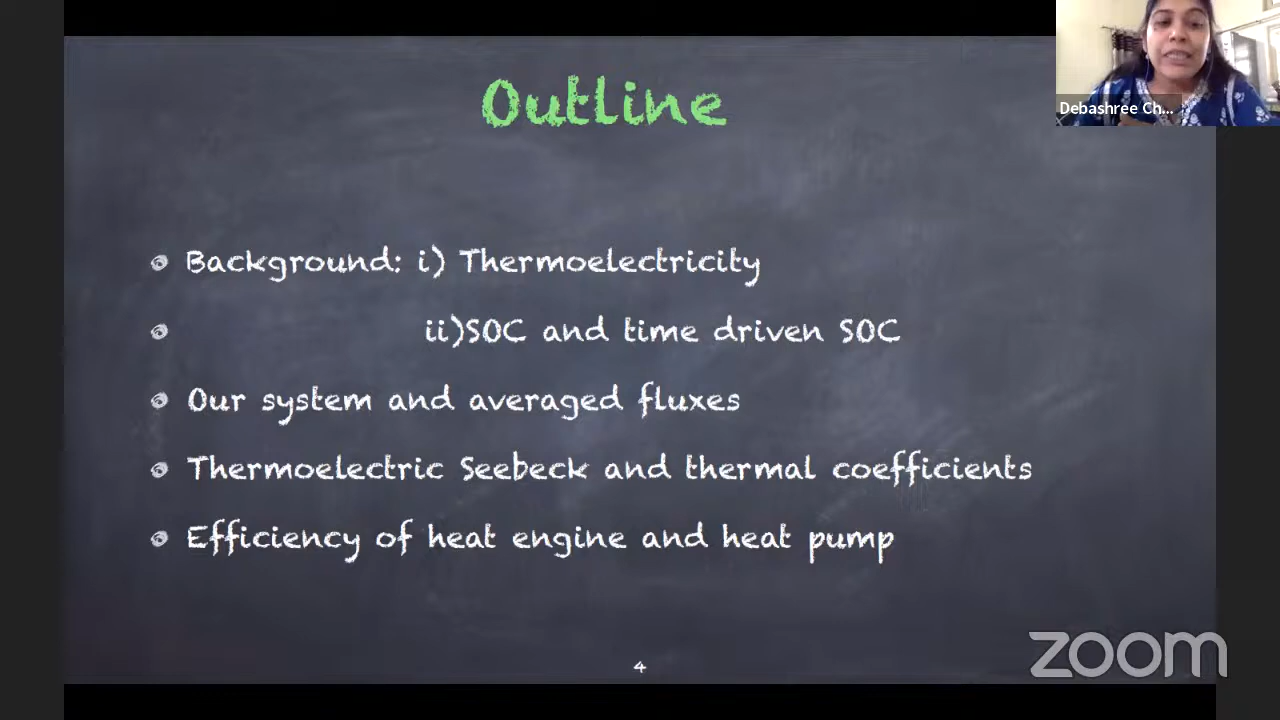 Outline
Debashree Ch...
Background: i) Thermoelectricity
ii)SOC and time driven SOC
Our system and averaged fluxes
Thermoelectric Seebeck and thermal coefficients
Efficiency of heat engine and heat pump
4
zoom